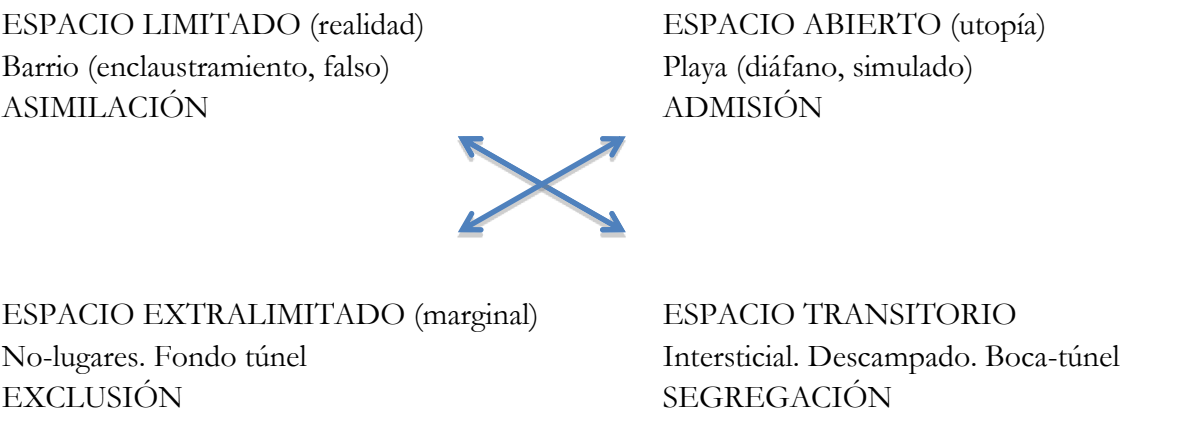 ESPACIO LIMITADO (realidad)
Barrio (enclaustramiento, falso)
ASIMILACIÓN
ESPACIO ABIERTO (utopía)
Playa (diáfano, simulado)
ADMISIÓN
ESPACIO EXTRALIMITADO (marginal)
No-lugares. Fondo túnel
EXCLUSIÓN
ESPACIO TRANSITORIO
Intersticial. Descampado. Boca-túnel
SEGREGACIÓN